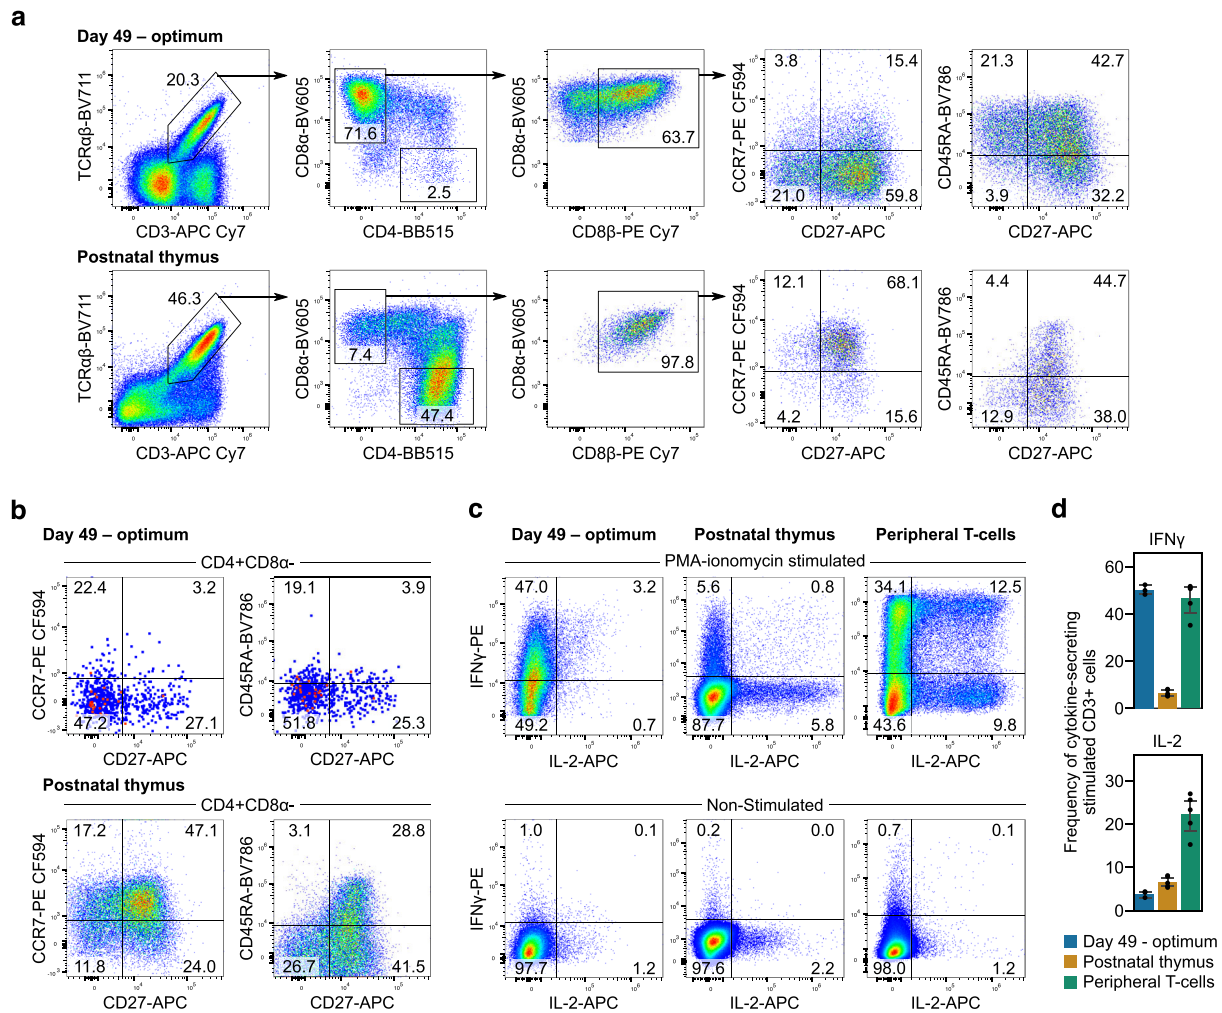 a
Day 49 – optimum
20.3
TCRαβ-BV711
CD3-APC Cy7
71.6
2.5
CD8α-BV605
CD4-BB515
63.7
CD8α-BV605
CD8β-PE Cy7
3.8 15.4
21.0 59.8
CCR7-PE CF594
CD27-APC
21.3 42.7
3.9 32.2
CD45RA-BV786
CD27-APC
Postnatal thymus
46.3
TCRαβ-BV711
CD3-APC Cy7
7.4
47.4
CD8α-BV605
CD4-BB515
97.8
CD8α-BV605
CD8β-PE Cy7
12.1 68.1
4.2 15.6
CCR7-PE CF594
CD27-APC
4.4 44.7
12.9 38.0
CD45RA-BV786
CD27-APC
b
Day 49 – optimum
CD4+CD8α-
22.4 3.2
47.2 27.1
CCR7-PE CF594
CD27-APC
19.1 3.9
51.8 25.3
CD45RA-BV786
CD27-APC
Postnatal thymus
CD4+CD8α-
17.2 47.1
11.8 24.0
CCR7-PE CF594
CD27-APC
3.1 28.8
26.7 41.5
CD45RA-BV786
CD27-APC
c
Day 49 – optimum Postnatal thymus Peripheral T-cells
PMA-ionomycin stimulated
47.0 3.2
49.2 0.7
IFNγ-PE
IL-2-APC
5.6 0.8
87.7 5.8
IL-2-APC
34.1 12.5
43.6 9.8
IL-2-APC
Non-Stimulated
1.0 0.1
97.7 1.2
IFNγ-PE
IL-2-APC
0.2 0.0
97.6 2.2
IL-2-APC
0.7 0.1
98.0 1.2
IL-2-APC
d
Frequency of cytokine-secreting
stimulated CD3+ cells
IFNγ
60
40
20
0
IL-2
30
20
10
0
Day 49 - optimum
Postnatal thymus
Peripheral T-cells